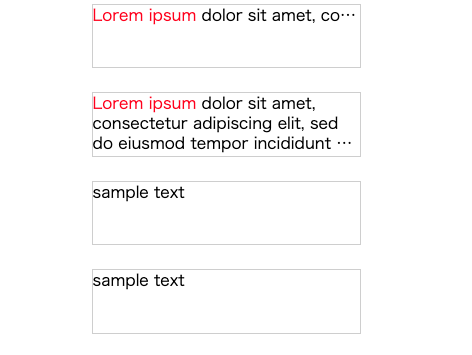 Lorem ipsum dolor sit amet, co…
Lorem ipsum dolor sit amet,
consectetur adipiscing elit, sed
do eiusmod tempor incididunt …
sample text
sample text